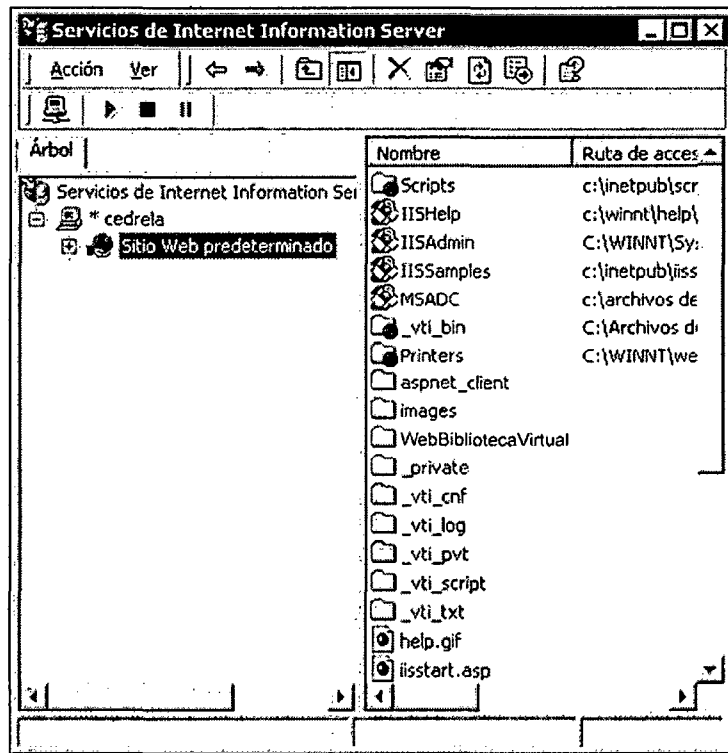 Servicios de Internet Information Server
Acción Ver
Árbol
Servicios de Internet Information Ser
* cedrela
Sitio Web predeterminado
Nombre Ruta de acces
Scripts c:\inetpub\scr
IISHelp c:\winnt\help\
IISAdmin C:\WINNT\Sy:
IISSamples c:\inetpub\iiss
MSADC c:\archivos de
_vti_bin C:\Archivos d
Printers C:\WINNT\we
aspnet_client
images
WebBibliotecaVirtual
_private
_vti_cnf
_vti_log
_vti_pvt
_vti_script
_vti_txt
help.gif
iisstart.asp